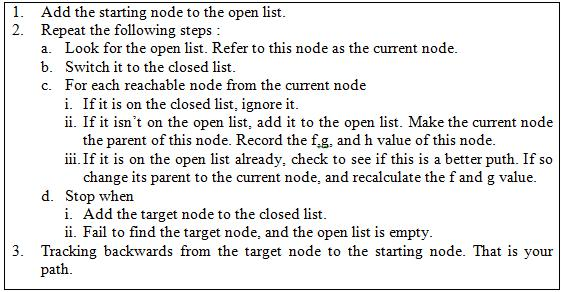 1. Add the starting node to the open list.
2. Repeat the following steps :
a. Look for the open list. Refer to this node as the current node.
b. Switch it to the closed list.
c. For each reachable node from the current node
i. If it is on the closed list, ignore it.
ii. If it isn't on the open list, add it to the open list. Make the current node
the parent of this node. Record the f,g, and h value of this node.
iii. If it is on the open list already, check to see if this is a better puth. If so
change its parent to the current node, and recalculate the f and g value.
d. Stop when
i. Add the target node to the closed list.
ii. Fail to find the target node, and the open list is empty.
3. Tracking backwards from the target node to the starting node. That is your
path.